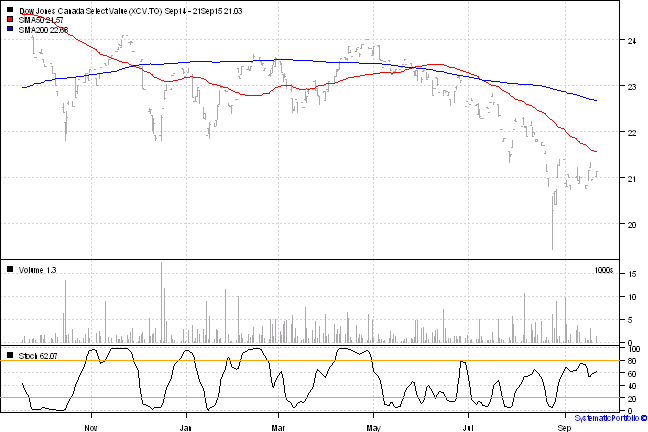 Dow Jones Canada Select Value (XCV.TO) Sep14 - 21Sep15 21.03
SMA50 21.57
SMA200 22.68
24
23
22
21
20
Volume 1.3
1000s
15
10
5
0
Stoch 62.07
100
80
60
40
20
0
Nov Jan Mar May Jul Sep
SystematicPortfolio ©